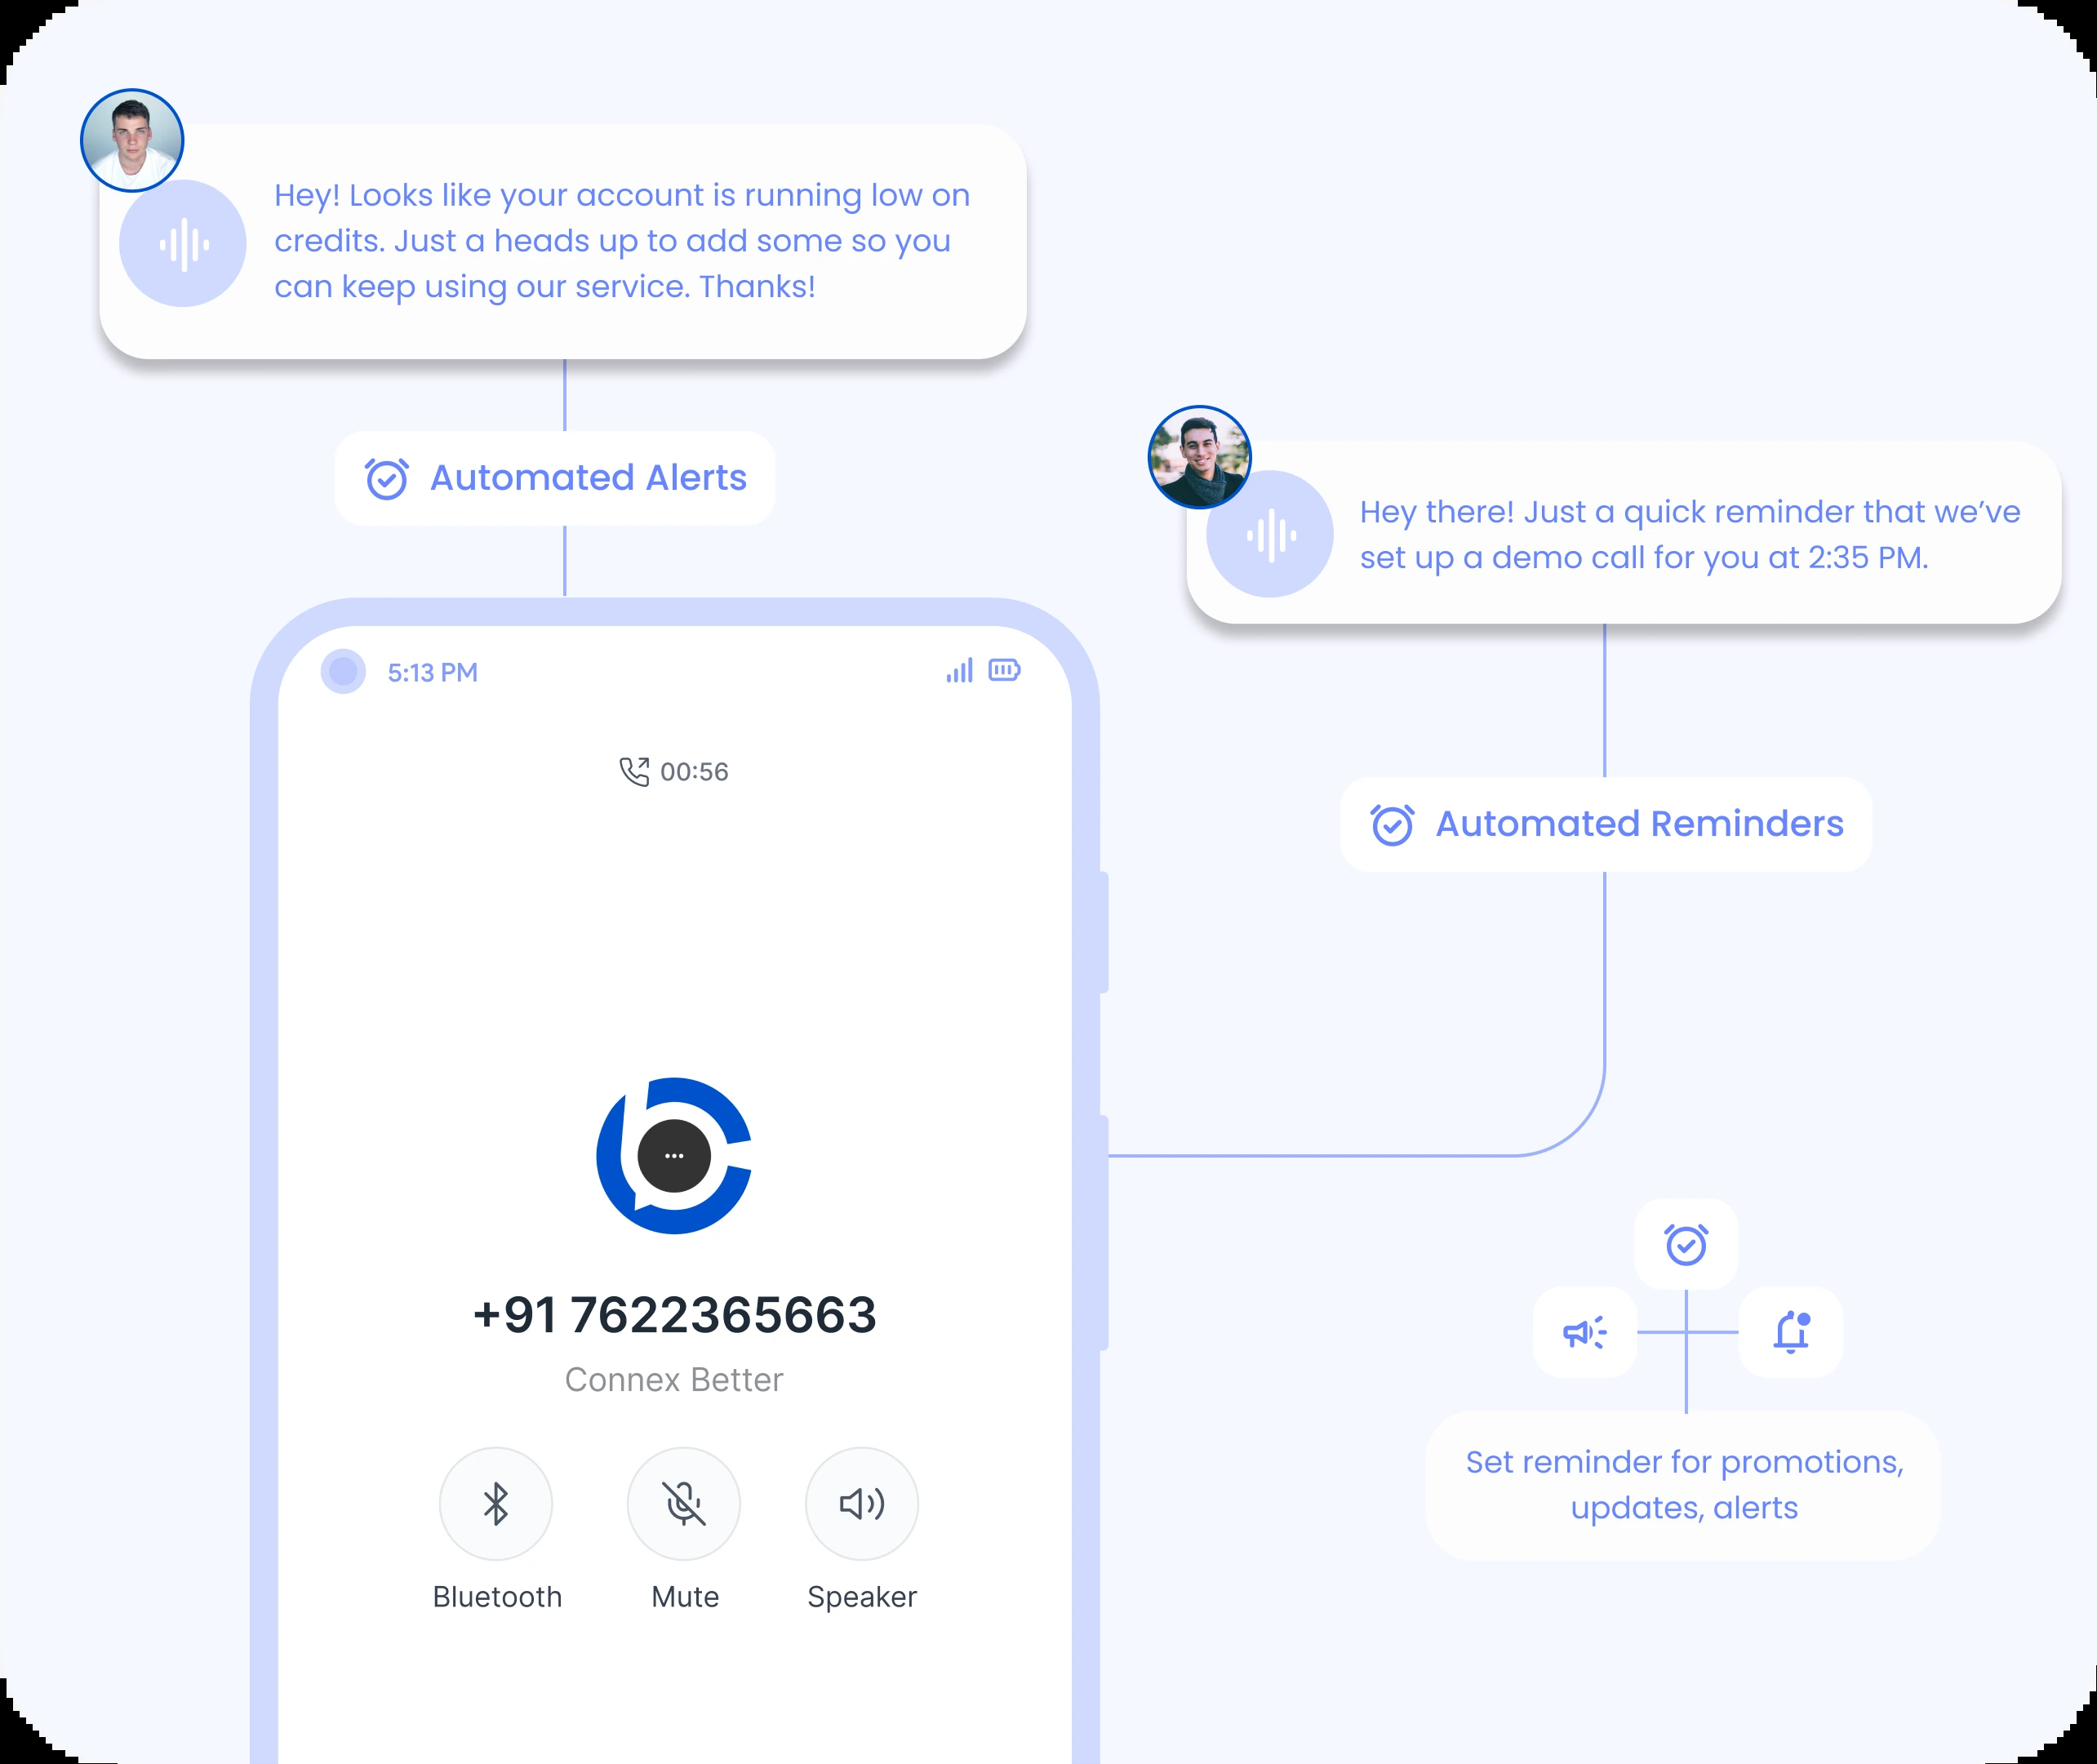 Hey! Looks like your account is running low on
credits. Just a heads up to add some so you
can keep using our service. Thanks!
Automated Alerts
Hey there! Just a quick reminder that we’ve
set up a demo call for you at 2:35 PM.
Automated Reminders
5:13 PM
00:56
+91 7622365663
Connex Better
Bluetooth
Mute
Speaker
Set reminder for promotions,
updates, alerts